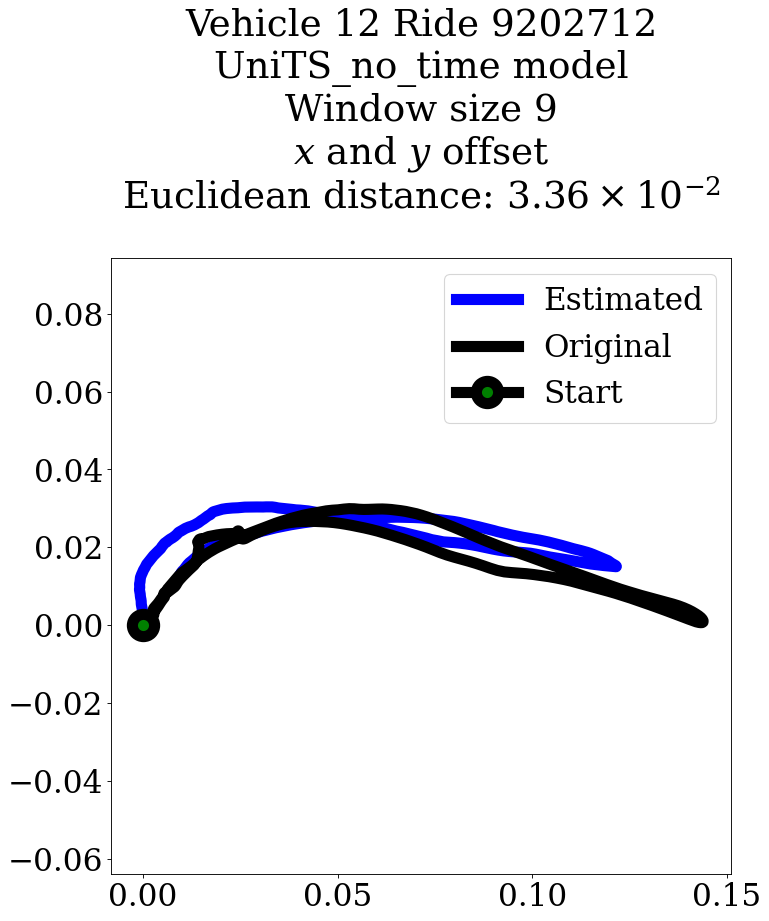 Vehicle 12 Ride 9202712
UniTS_no_time model
Window size 9
x and y offset
Euclidean distance: 3.36 × 10⁻²
Estimated
Original
Start
0.08
0.06
0.04
0.02
0.00
−0.02
−0.04
−0.06
0.00 0.05 0.10 0.15